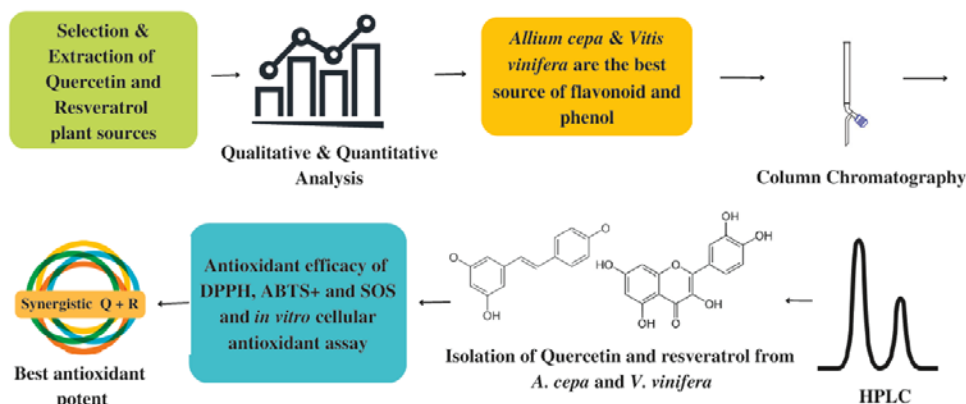 Selection &
Extraction of
Quercetin and
Resveratrol
plant sources
Qualitative & Quantitative
Analysis
Allium cepa & Vitis
vinifera are the best
source of flavonoid and
phenol
Column Chromatography
HPLC
O
O
OH
OH
OH
HO
O
OH
OH
O
Isolation of Quercetin and resveratrol from
A. cepa and V. vinifera
Antioxidant efficacy of
DPPH, ABTS+ and SOS
and in vitro cellular
antioxidant assay
Synergistic Q + R
Best antioxidant
potent